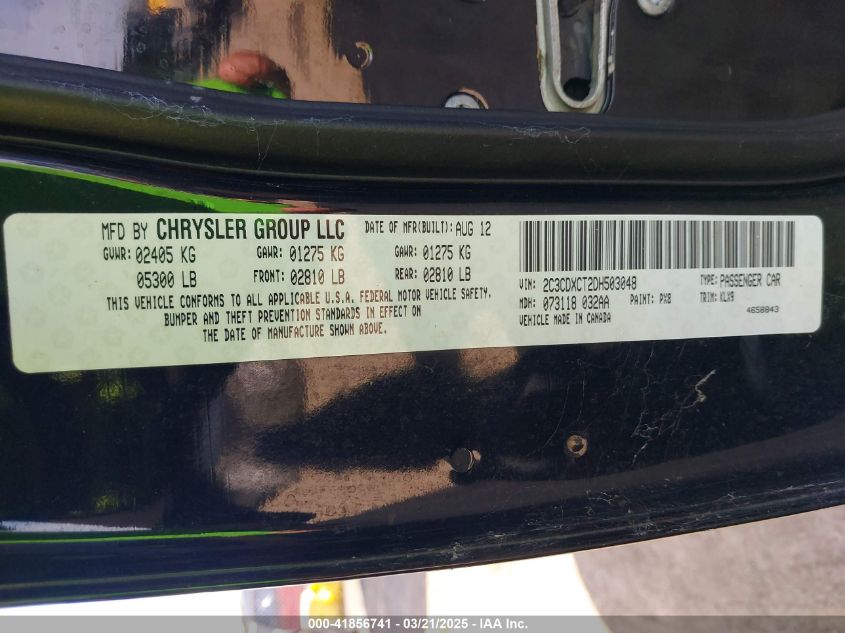 MFD BY CHRYSLER GROUP LLC DATE OF MFR(BUILT): AUG 12
GVWR: 02405 KG GAWR: 01275 KG GAWR: 01275 KG
05300 LB FRONT: 02810 LB REAR: 02810 LB
THIS VEHICLE CONFORMS TO ALL APPLICABLE U.S.A. FEDERAL MOTOR VEHICLE SAFETY,
BUMPER AND THEFT PREVENTION STANDARDS IN EFFECT ON
THE DATE OF MANUFACTURE SHOWN ABOVE.
VIN: 2C3CDXCT2DH503048 TYPE: PASSENGER CAR
MDH: 073118 032AA PAINT: PX8 TRIM: KLX9
VEHICLE MADE IN CANADA 4658843
000-41856741 - 03/21/2025 - IAA Inc.